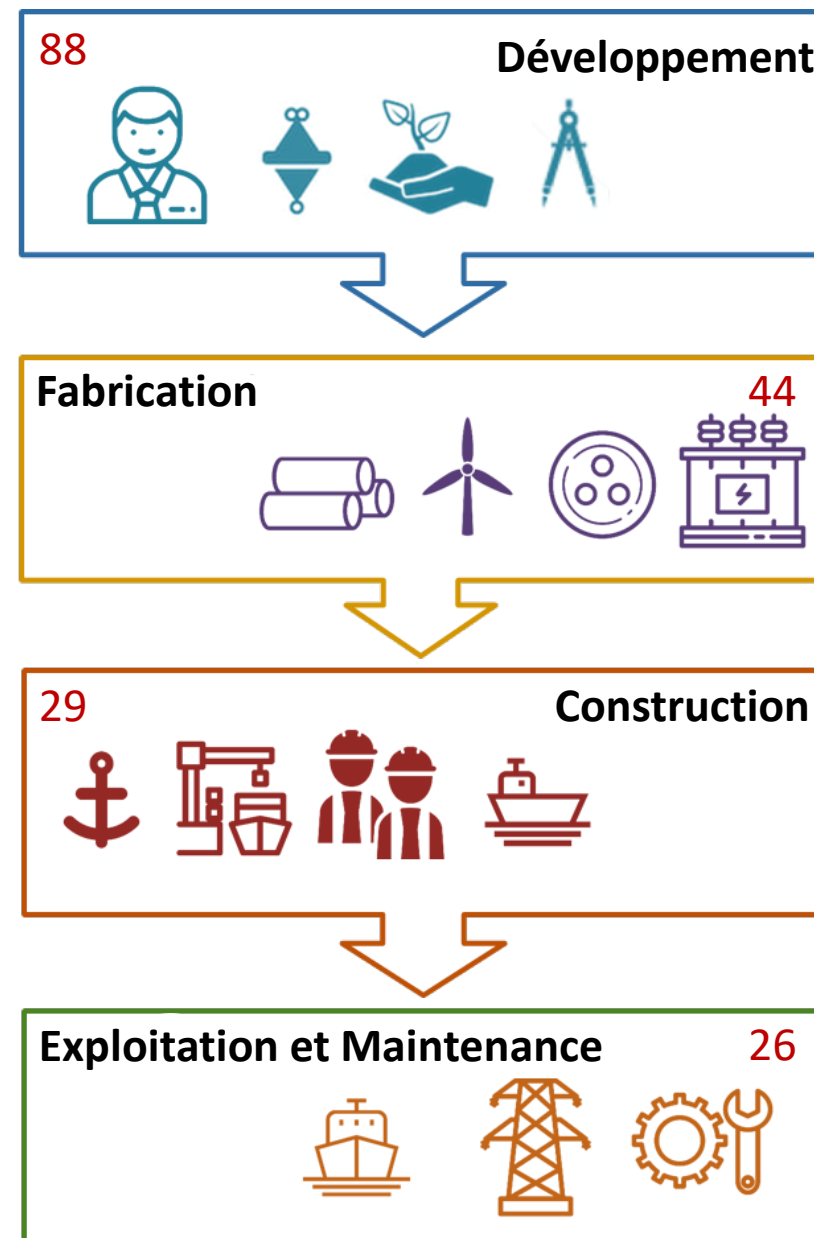 88
Développement
Fabrication
44
29
Construction
Exploitation et Maintenance
26